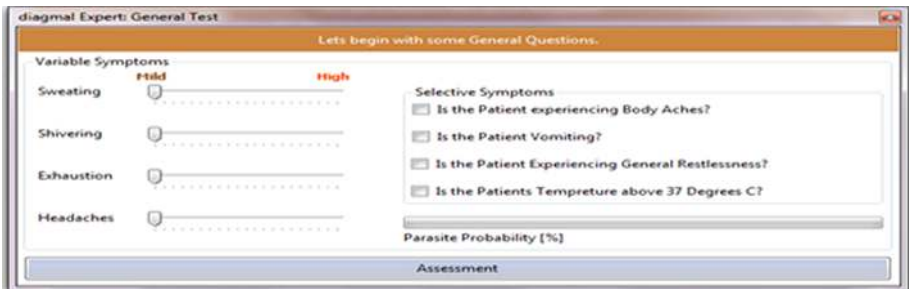 diagmal Expert: General Test
Lets begin with some General Questions.
Variable Symptoms
Mild High
Sweating
Shivering
Exhaustion
Headaches
Selective Symptoms
Is the Patient experiencing Body Aches?
Is the Patient Vomiting?
Is the Patient Experiencing General Restlessness?
Is the Patients Tempreture above 37 Degrees C?
Parasite Probability [%]
Assessment